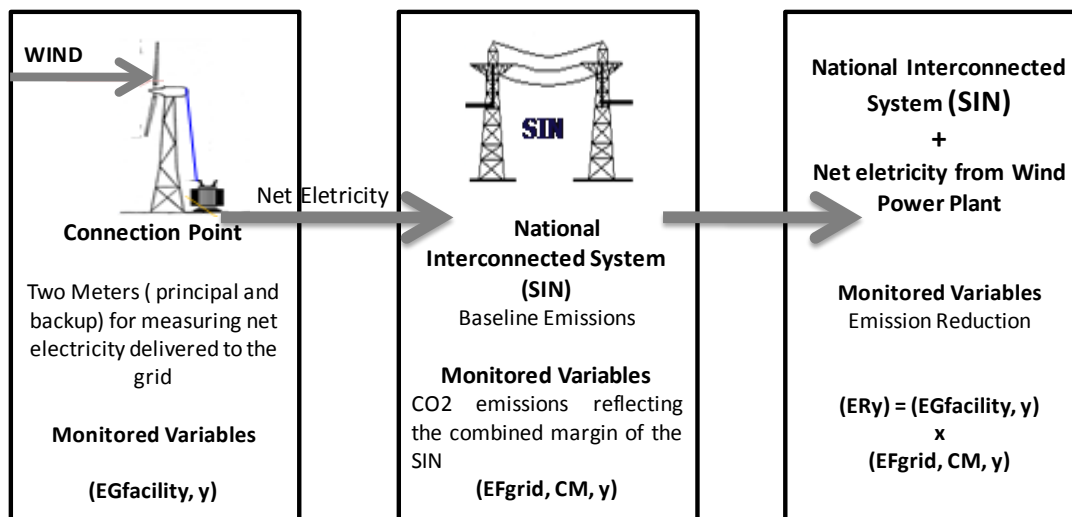 WIND
Connection Point
Two Meters ( principal and
backup) for measuring net
electricity delivered to the
grid
Monitored Variables
(EGfacility, y)
Net Eletricity
SIN
National
Interconnected System
(SIN)
Baseline Emissions
Monitored Variables
CO2 emissions reflecting
the combined margin of the
SIN
(EFgrid, CM, y)
National Interconnected
System (SIN)
+
Net eletricity from Wind
Power Plant
Monitored Variables
Emission Reduction
(ERy) = (EGfacility, y)
x
(EFgrid, CM, y)